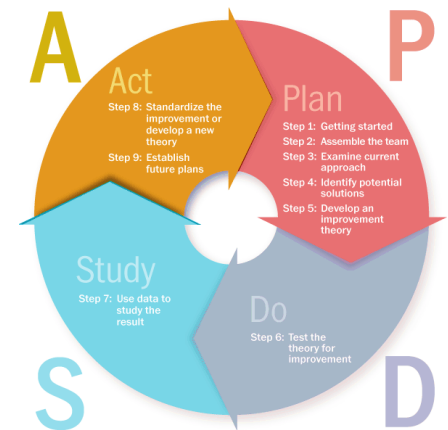 A
P
Act
Step 8: Standardize the
improvement or
develop a new
theory
Step 9: Establish
future plans
Plan
Step 1: Getting started
Step 2: Assemble the team
Step 3: Examine current
approach
Step 4: Identify potential
solutions
Step 5: Develop an
improvement
theory
Study
Step 7: Use data to
study the
result
Do
Step 6: Test the
theory for
improvement
S
D